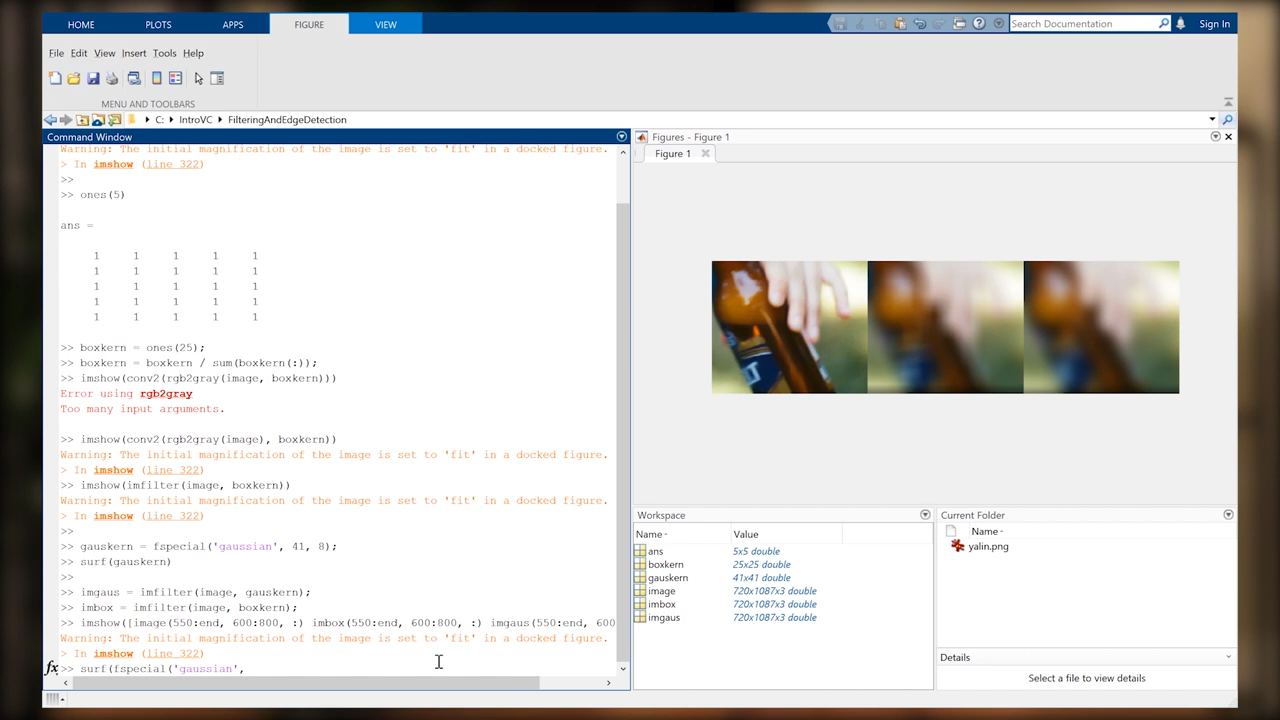 HOME PLOTS APPS FIGURE VIEW Search Documentation Sign In
File Edit View Insert Tools Help
MENU AND TOOLBARS
C: IntroVC FilteringAndEdgeDetection
Command Window
Warning: The initial magnification of the image is set to 'fit' in a docked figure.
> In imshow (line 322)
>>
>> ones(5)
ans =
1 1 1 1 1
1 1 1 1 1
1 1 1 1 1
1 1 1 1 1
1 1 1 1 1
>> boxkern = ones(25);
>> boxkern = boxkern / sum(boxkern(:));
>> imshow(conv2(rgb2gray(image, boxkern)))
Error using rgb2gray
Too many input arguments.
>> imshow(conv2(rgb2gray(image), boxkern))
Warning: The initial magnification of the image is set to 'fit' in a docked figure.
> In imshow (line 322)
>> imshow(imfilter(image, boxkern))
Warning: The initial magnification of the image is set to 'fit' in a docked figure.
> In imshow (line 322)
>>
>> gauskern = fspecial('gaussian', 41, 8);
>> surf(gauskern)
>>
>> imgaus = imfilter(image, gauskern);
>> imbox = imfilter(image, boxkern);
>> imshow([image(550:end, 600:800, :) imbox(550:end, 600:800, :) imgaus(550:end, 600
Warning: The initial magnification of the image is set to 'fit' in a docked figure.
> In imshow (line 322)
fx >> surf(fspecial('gaussian',
Figures - Figure 1
Figure 1
Workspace
Name Value
ans 5x5 double
boxkern 25x25 double
gauskern 41x41 double
image 720x1087x3 double
imbox 720x1087x3 double
imgaus 720x1087x3 double
Current Folder
Name
yalin.png
Details
Select a file to view details